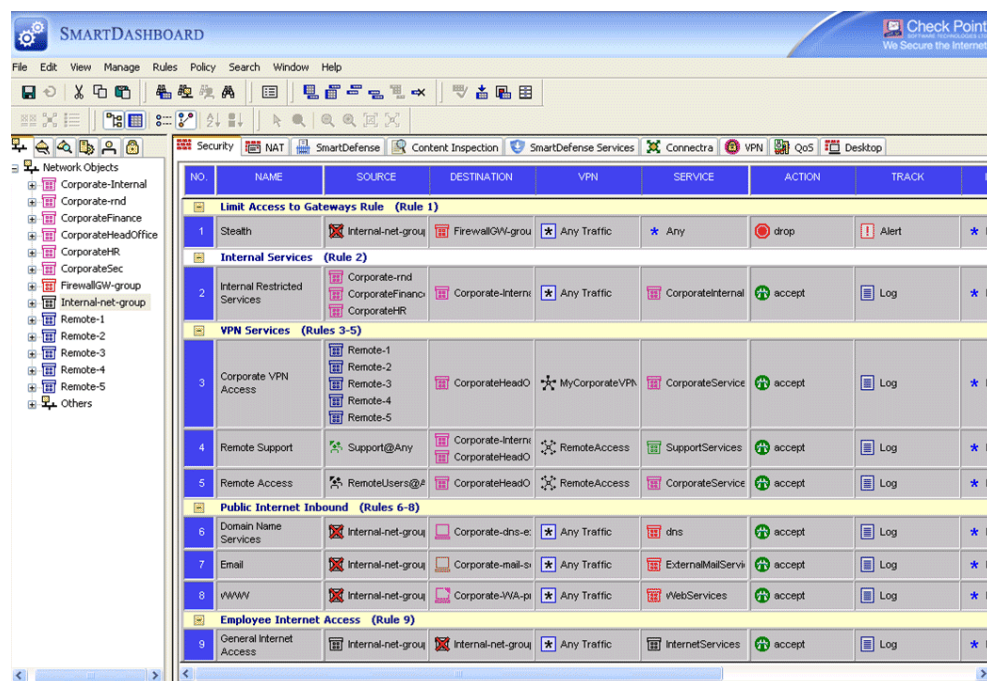 SMARTDASHBOARD
Check Point
SOFTWARE TECHNOLOGIES LTD
We Secure the Internet
File Edit View Manage Rules Policy Search Window Help
Security NAT SmartDefense Content Inspection SmartDefense Services Connectra VPN QoS Desktop
Network Objects
Corporate-Internal
Corporate-rnd
CorporateFinance
CorporateHeadOffice
CorporateHR
CorporateSec
FirewallGW-group
Internal-net-group
Remote-1
Remote-2
Remote-3
Remote-4
Remote-5
Others
NO. NAME SOURCE DESTINATION VPN SERVICE ACTION TRACK
Limit Access to Gateways Rule (Rule 1)
1 Stealth Internal-net-grou FirewallGW-grou Any Traffic Any drop Alert
Internal Services (Rule 2)
2 Internal Restricted Services Corporate-rnd CorporateFinanc CorporateHR Corporate-Interna Any Traffic CorporateInternal accept Log
VPN Services (Rules 3-5)
3 Corporate VPN Access Remote-1 Remote-2 Remote-3 Remote-4 Remote-5 CorporateHeadO MyCorporateVPN CorporateService accept Log
4 Remote Support Support@Any Corporate-Interna CorporateHeadO RemoteAccess SupportServices accept Log
5 Remote Access RemoteUsers@A CorporateHeadO RemoteAccess CorporateService accept Log
Public Internet Inbound (Rules 6-8)
6 Domain Name Services Internal-net-grou Corporate-dns-e Any Traffic dns accept Log
7 Email Internal-net-grou Corporate-mail-s Any Traffic ExternalMailServi accept Log
8 WWW Internal-net-grou Corporate-WA-p Any Traffic WebServices accept Log
Employee Internet Access (Rule 9)
9 General Internet Access Internal-net-grou Internal-net-grou Any Traffic InternetServices accept Log